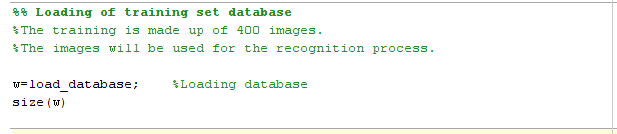 %% Loading of training set database
%The training is made up of 400 images.
%The images will be used for the recognition process.
w=load_database;    %Loading database
size(w)